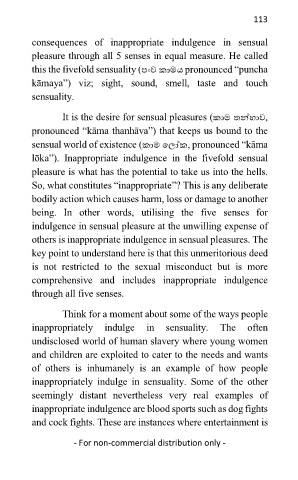 113
consequences of inappropriate indulgence in sensual
pleasure through all 5 senses in equal measure. He called
this the fivefold sensuality (පංච කාමය pronounced “puncha
kāmaya”) viz; sight, sound, smell, taste and touch
sensuality.
It is the desire for sensual pleasures (කාම තන්හාව,
pronounced “kāma thanhāva”) that keeps us bound to the
sensual world of existence (කාම ලෝක, pronounced “kāma
lōka”). Inappropriate indulgence in the fivefold sensual
pleasure is what has the potential to take us into the hells.
So, what constitutes “inappropriate”? This is any deliberate
bodily action which causes harm, loss or damage to another
being. In other words, utilising the five senses for
indulgence in sensual pleasure at the unwilling expense of
others is inappropriate indulgence in sensual pleasures. The
key point to understand here is that this unmeritorious deed
is not restricted to the sexual misconduct but is more
comprehensive and includes inappropriate indulgence
through all five senses.
Think for a moment about some of the ways people
inappropriately indulge in sensuality. The often
undisclosed world of human slavery where young women
and children are exploited to cater to the needs and wants
of others is inhumanely is an example of how people
inappropriately indulge in sensuality. Some of the other
seemingly distant nevertheless very real examples of
inappropriate indulgence are blood sports such as dog fights
and cock fights. These are instances where entertainment is
- For non-commercial distribution only -